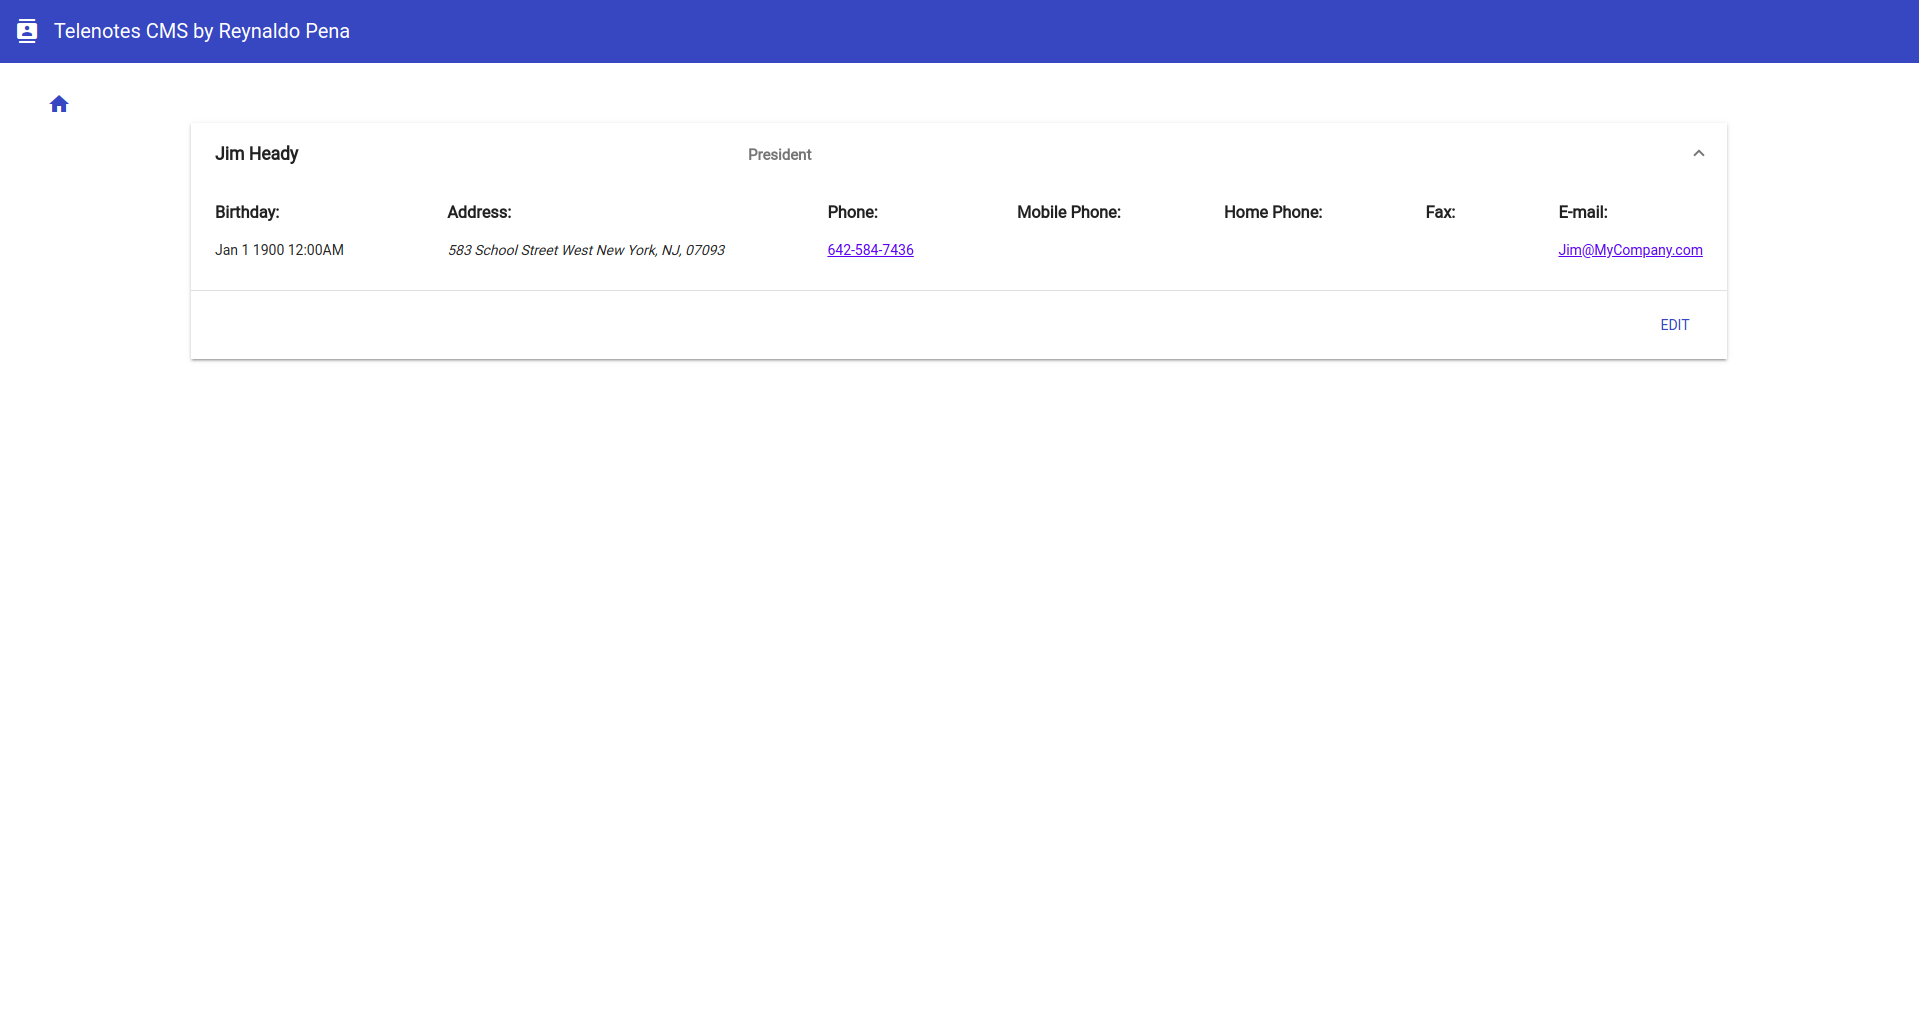 Telenotes CMS by Reynaldo Pena
Jim Heady President
Birthday: Address: Phone: Mobile Phone: Home Phone: Fax: E-mail:
Jan 1 1900 12:00AM 583 School Street West New York, NJ, 07093 642-584-7436 Jim@MyCompany.com
EDIT